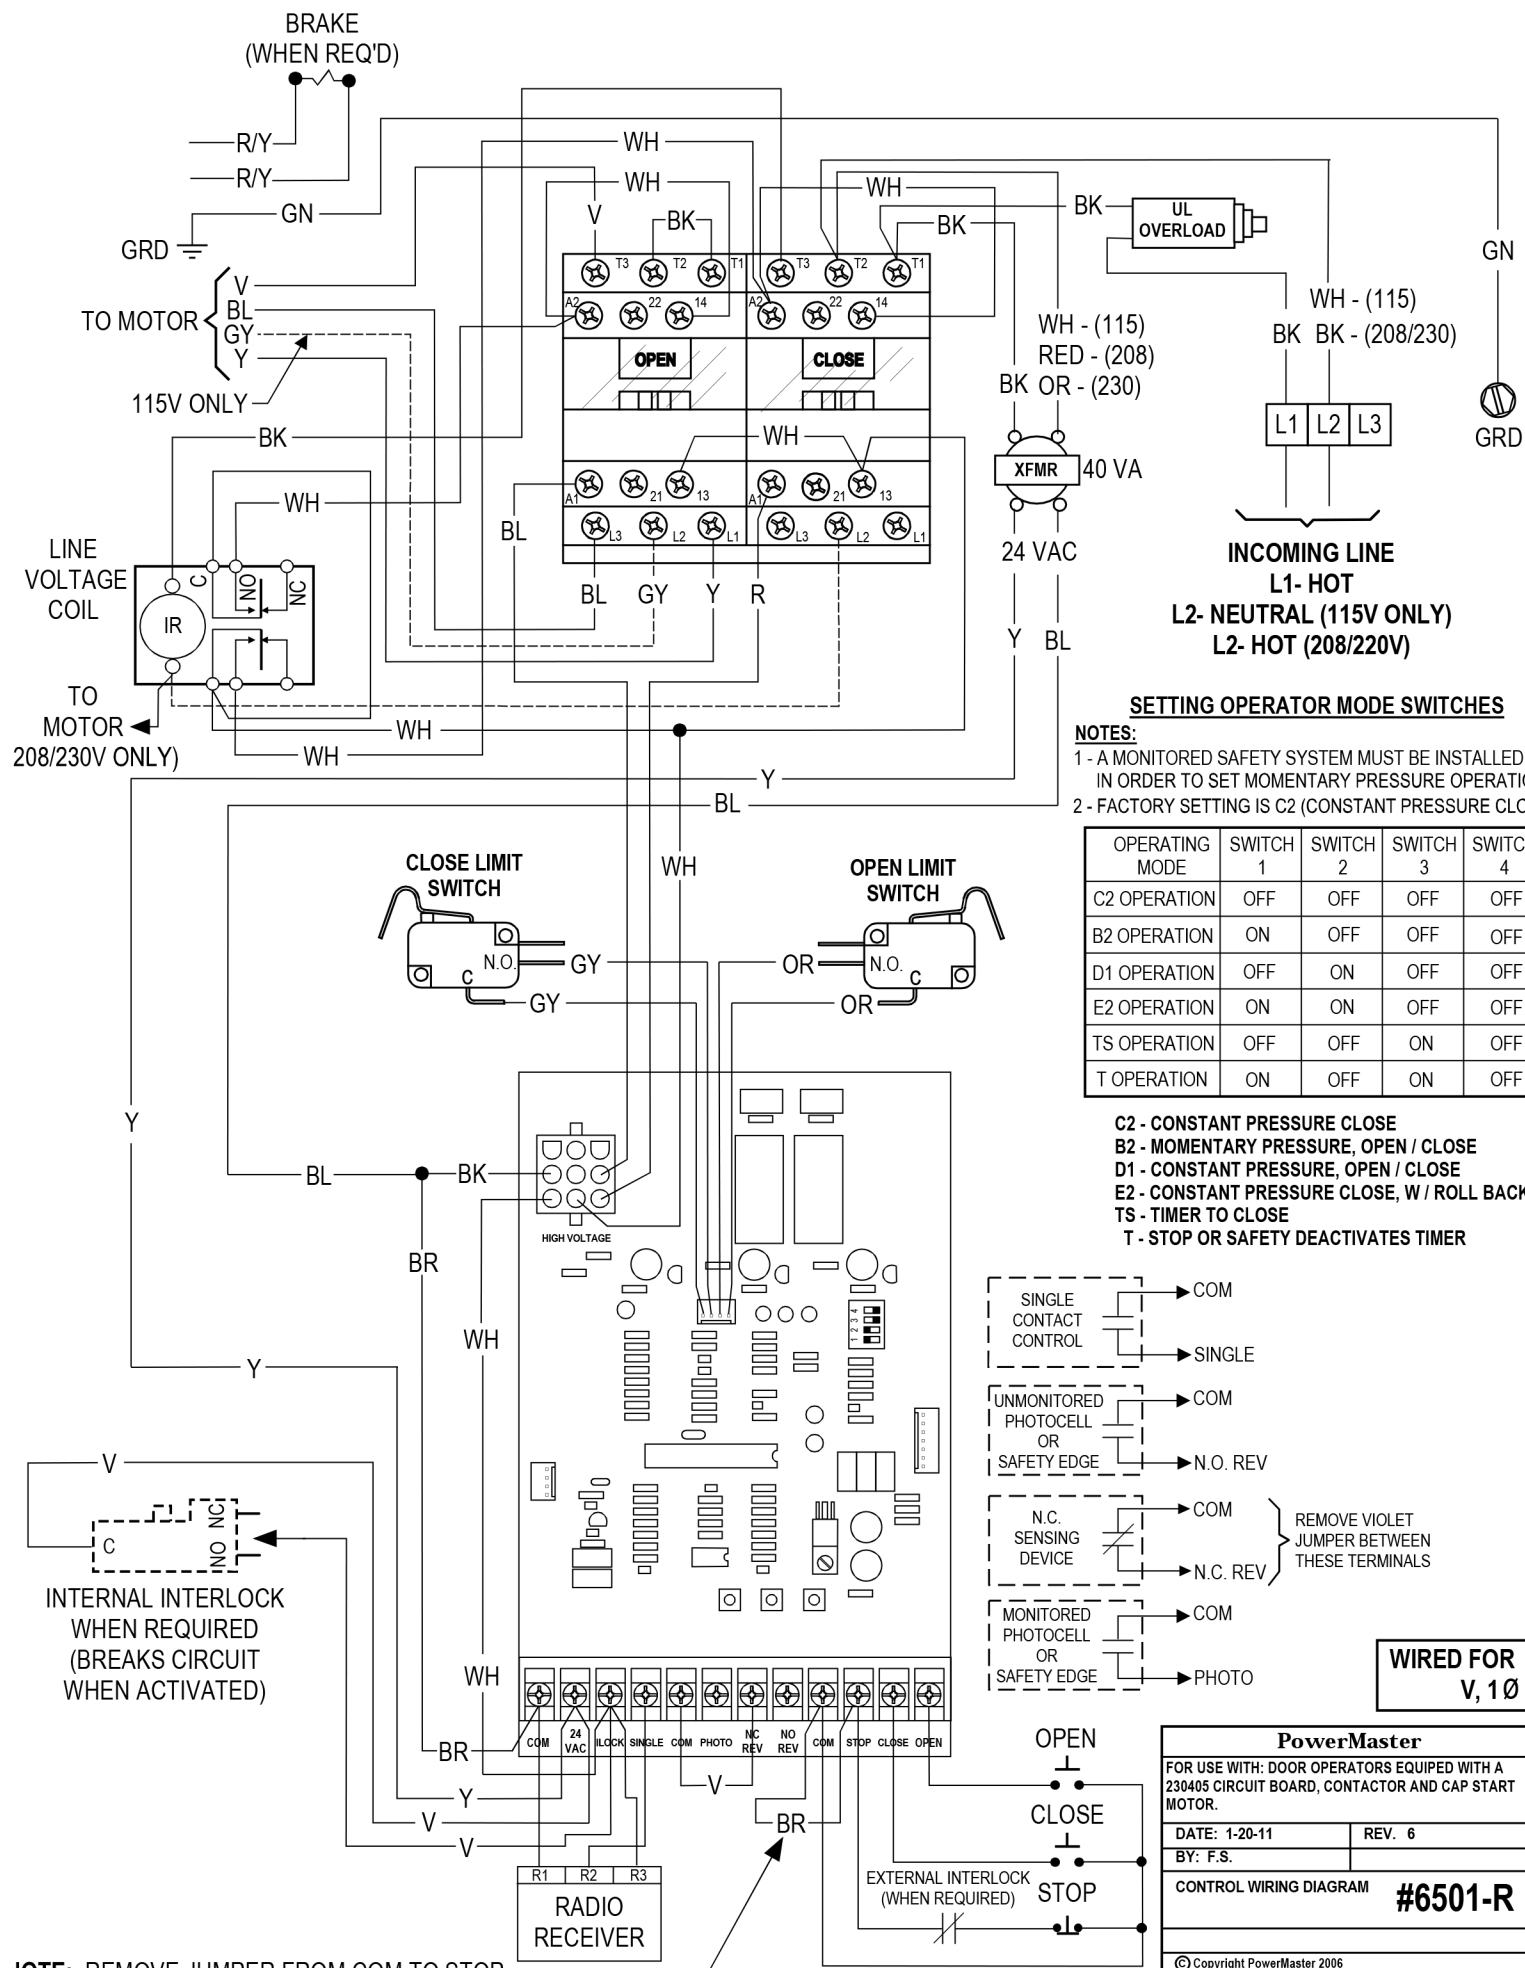 BRAKE
(WHEN REQ'D)
R/Y
R/Y
GN
GRD
V
BL
GY
Y
TO MOTOR
115V ONLY
WH
WH
V
BK
WH
BK
BK
UL
OVERLOAD
GN
GRD
T3 T2 T1 T3 T2 T1
A2 22 14 A2 22 14
OPEN CLOSE
WH
A1 21 13 A1 21 13
L3 L2 L1 L3 L2 L1
BL GY Y R
BL
BK
WH
LINE
VOLTAGE
COIL
IR
C NO NC
TO
MOTOR
208/230V ONLY)
WH
WH
WH - (115)
RED - (208)
BK OR - (230)
XFMR 40 VA
24 VAC
Y BL
WH - (115)
BK BK - (208/230)
L1 L2 L3
INCOMING LINE
L1- HOT
L2- NEUTRAL (115V ONLY)
L2- HOT (208/220V)
Y
BL
WH
SETTING OPERATOR MODE SWITCHES
NOTES:
1 - A MONITORED SAFETY SYSTEM MUST BE INSTALLED
IN ORDER TO SET MOMENTARY PRESSURE OPERATIO
2 - FACTORY SETTING IS C2 (CONSTANT PRESSURE CLO
OPERATING MODE SWITCH 1 SWITCH 2 SWITCH 3 SWITC 4
C2 OPERATION OFF OFF OFF OFF
B2 OPERATION ON OFF OFF OFF
D1 OPERATION OFF ON OFF OFF
E2 OPERATION ON ON OFF OFF
TS OPERATION OFF OFF ON OFF
T OPERATION ON OFF ON OFF
C2 - CONSTANT PRESSURE CLOSE
B2 - MOMENTARY PRESSURE, OPEN / CLOSE
D1 - CONSTANT PRESSURE, OPEN / CLOSE
E2 - CONSTANT PRESSURE CLOSE, W / ROLL BACK
TS - TIMER TO CLOSE
T - STOP OR SAFETY DEACTIVATES TIMER
CLOSE LIMIT
SWITCH
N.O.
C
GY
GY
OPEN LIMIT
SWITCH
N.O.
C
OR
OR
Y
BL
BK
BR
WH
HIGH VOLTAGE
1 2 3 4
Y
V
C NO NC
INTERNAL INTERLOCK
WHEN REQUIRED
(BREAKS CIRCUIT
WHEN ACTIVATED)
WH
SINGLE
CONTACT
CONTROL
COM
SINGLE
UNMONITORED
PHOTOCELL
OR
SAFETY EDGE
COM
N.O. REV
N.C.
SENSING
DEVICE
COM
N.C. REV
REMOVE VIOLET
JUMPER BETWEEN
THESE TERMINALS
MONITORED
PHOTOCELL
OR
SAFETY EDGE
COM
PHOTO
WIRED FOR
V, 1Ø
COM 24 VAC ILOCK SINGLE COM PHOTO NC REV NO REV COM STOP CLOSE OPEN
BR
Y
V
V
V
BR
R1 R2 R3
RADIO
RECEIVER
OPEN
CLOSE
STOP
EXTERNAL INTERLOCK
(WHEN REQUIRED)
PowerMaster
FOR USE WITH: DOOR OPERATORS EQUIPED WITH A
230405 CIRCUIT BOARD, CONTACTOR AND CAP START
MOTOR.
DATE: 1-20-11 REV. 6
BY: F.S.
CONTROL WIRING DIAGRAM #6501-R
© Copyright PowerMaster 2006
OTE: REMOVE JUMPER FROM COM TO STOP